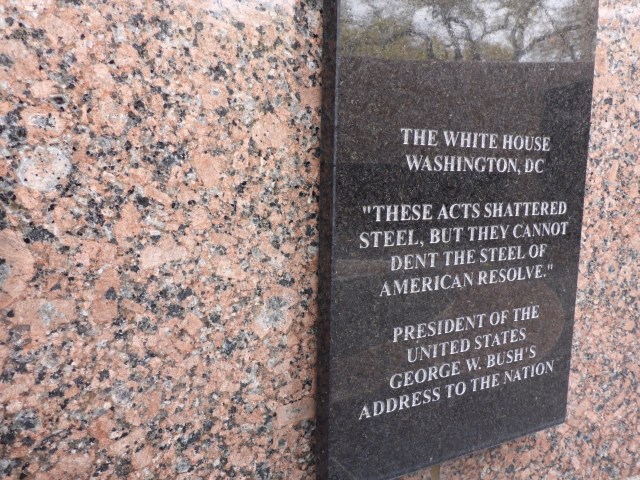 THE WHITE HOUSE
WASHINGTON, DC
"THESE ACTS SHATTERED
STEEL, BUT THEY CANNOT
DENT THE STEEL OF
AMERICAN RESOLVE."
PRESIDENT OF THE
UNITED STATES
GEORGE W. BUSH'S
ADDRESS TO THE NATION